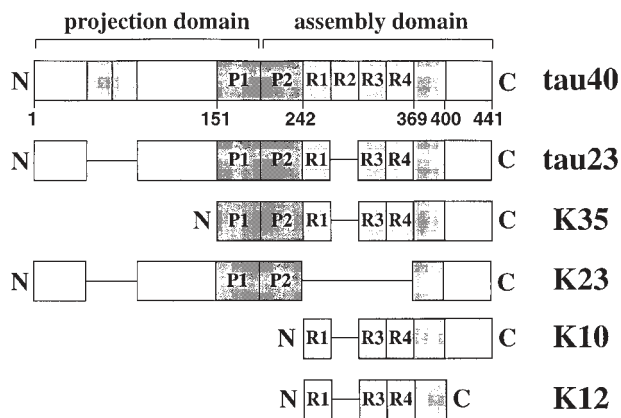 projection domain assembly domain
N P1 P2 R1 R2 R3 R4 C tau40
1 151 242 369 400 441
N P1 P2 R1 R3 R4 C tau23
N P1 P2 R1 R3 R4 C K35
N P1 P2 C K23
N R1 R3 R4 C K10
N R1 R3 R4 C K12